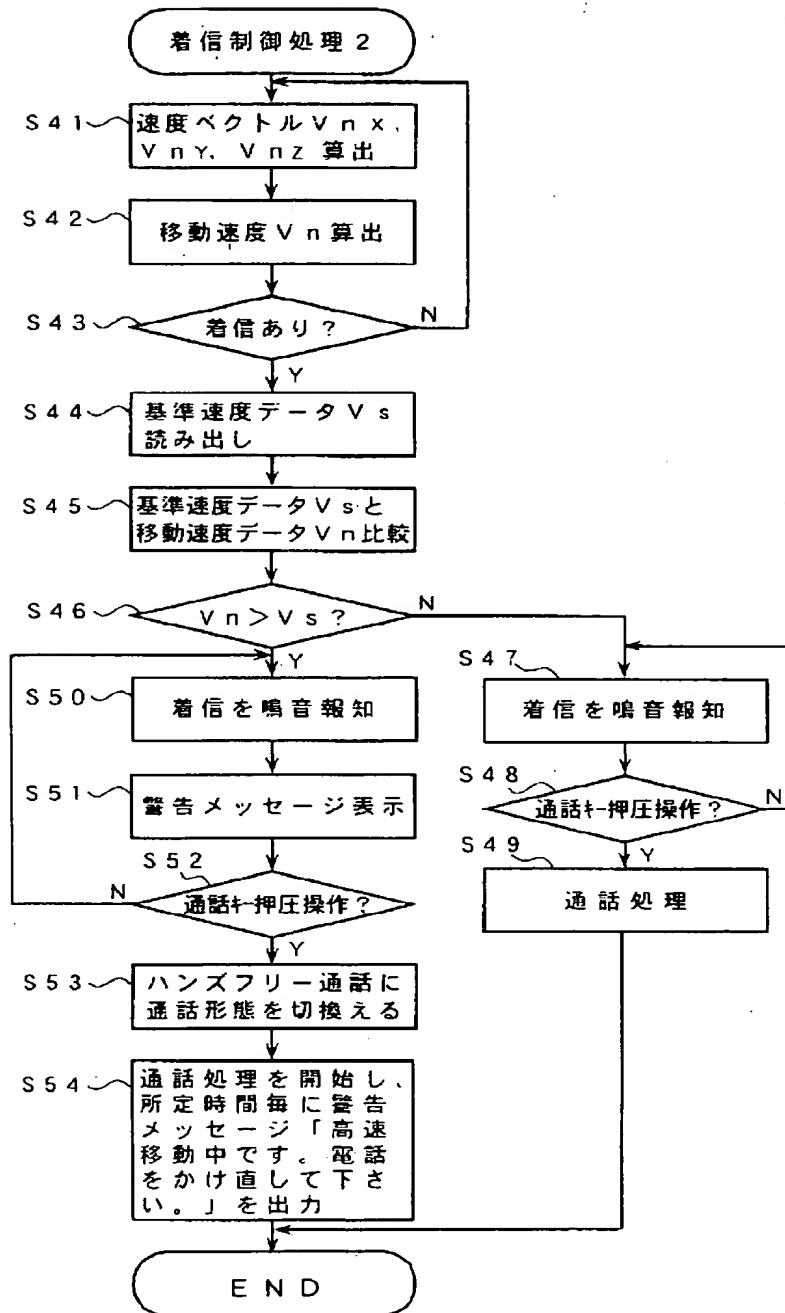 着信制御処理2
S41
速度ベクトルVnX、
VnY、VnZ算出
S42
移動速度Vn算出
S43
着信あり?
N
Y
S44
基準速度データVs
読み出し
S45
基準速度データVsと
移動速度データVn比較
S46
Vn>Vs?
N
Y
S47
着信を鳴音報知
S48
通話キー押圧操作?
N
Y
S49
通話処理
S50
着信を鳴音報知
S51
警告メッセージ表示
S52
通話キー押圧操作?
N
Y
S53
ハンズフリー通話に
通話形態を切換える
S54
通話処理を開始し、
所定時間毎に警告
メッセージ「高速
移動中です。電話
をかけ直して下さ
い。」を出力
END